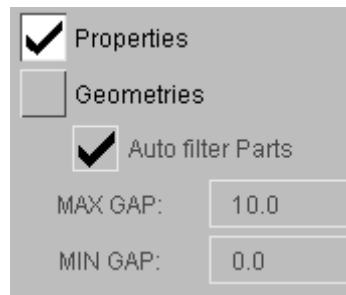 Properties
Geometries
Auto filter Parts
MAX GAP: 10.0
MIN GAP: 0.0